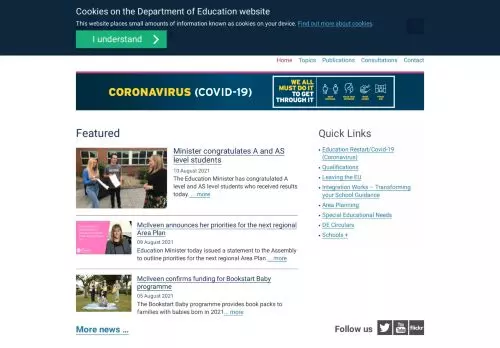 Cookies on the Department of Education website
This website places small amounts of information known as cookies on your device. Find out more about cookies.
I understand
Home Topics Publications Consultations Contact
CORONAVIRUS (COVID-19)
WE ALL
MUST DO IT
TO GET
THROUGH IT
Featured
Minister congratulates A and AS
level students
10 August 2021
The Education Minister has congratulated A
level and AS level students who received results
today. ... more
McIlveen announces her priorities for the next regional
Area Plan
09 August 2021
Education Minister today issued a statement to the Assembly
to outline priorities for the next regional Area Plan ... more
McIlveen confirms funding for Bookstart Baby
programme
05 August 2021
The Bookstart Baby programme provides book packs to
families with babies born in 2021... more
More news ...
Quick Links
Education Restart/Covid-19
(Coronavirus)
Qualifications
Leaving the EU
Integration Works – Transforming
your School Guidance
Area Planning
Special Educational Needs
DE Circulars
Schools +
Follow us
You
Tube
flickr